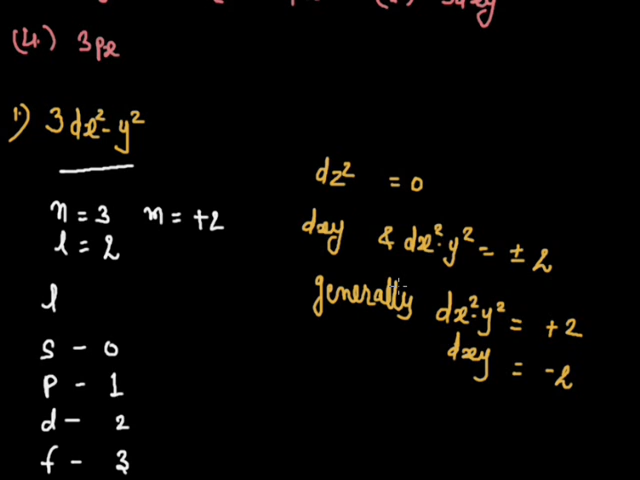 (4.) 3px
1.) 3dx²-y²
n = 3 m = +2
l = 2
l
s - 0
p - 1
d - 2
f - 3
dz² = 0
dxy & dx²-y² = ± 2
generally dx²-y² = +2
dxy = -2